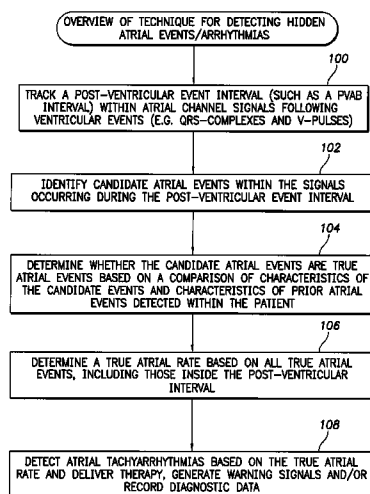 OVERVIEW OF TECHNIQUE FOR DETECTING HIDDEN
ATRIAL EVENTS/ARRHYTHMIAS
100
TRACK A POST-VENTRICULAR EVENT INTERVAL (SUCH AS A PVAB
INTERVAL) WITHIN ATRIAL CHANNEL SIGNALS FOLLOWING
VENTRICULAR EVENTS (E.G. QRS-COMPLEXES AND V-PULSES)
102
IDENTIFY CANDIDATE ATRIAL EVENTS WITHIN THE SIGNALS
OCCURRING DURING THE POST-VENTRICULAR EVENT INTERVAL
104
DETERMINE WHETHER THE CANDIDATE ATRIAL EVENTS ARE TRUE
ATRIAL EVENTS BASED ON A COMPARISON OF CHARACTERISTICS OF
THE CANDIDATE EVENTS AND CHARACTERISTICS OF PRIOR ATRIAL
EVENTS DETECTED WITHIN THE PATIENT
106
DETERMINE A TRUE ATRIAL RATE BASED ON ALL TRUE ATRIAL
EVENTS, INCLUDING THOSE INSIDE THE POST-VENTRICULAR
INTERVAL
108
DETECT ATRIAL TACHYARRHYTHMIAS BASED ON THE TRUE ATRIAL
RATE AND DELIVER THERAPY, GENERATE WARNING SIGNALS AND/OR
RECORD DIAGNOSTIC DATA